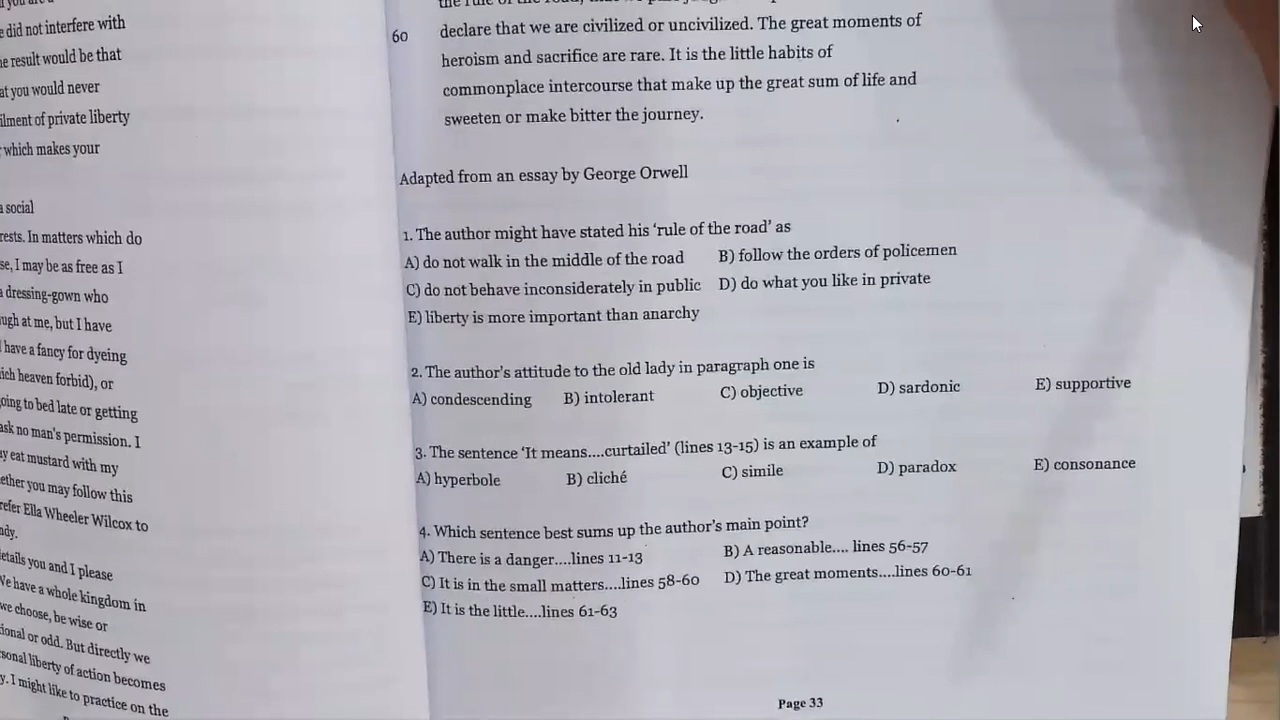 you are a
did not interfere with
e result would be that
at you would never
ilment of private liberty
which makes your
a social
rests. In matters which do
se, I may be as free as I
a dressing-gown who
ugh at me, but I have
I have a fancy for dyeing
ich heaven forbid), or
oing to bed late or getting
ask no man's permission. I
ay eat mustard with my
ether you may follow this
refer Ella Wheeler Wilcox to
ndy.
etails you and I please
We have a whole kingdom in
we choose, be wise or
tional or odd. But directly we
sonal liberty of action becomes
y. I might like to practice on the
60 declare that we are civilized or uncivilized. The great moments of
heroism and sacrifice are rare. It is the little habits of
commonplace intercourse that make up the great sum of life and
sweeten or make bitter the journey.
Adapted from an essay by George Orwell
1. The author might have stated his 'rule of the road' as
A) do not walk in the middle of the road B) follow the orders of policemen
C) do not behave inconsiderately in public D) do what you like in private
E) liberty is more important than anarchy
2. The author's attitude to the old lady in paragraph one is
A) condescending B) intolerant C) objective D) sardonic E) supportive
3. The sentence 'It means....curtailed' (lines 13-15) is an example of
A) hyperbole B) cliché C) simile D) paradox E) consonance
4. Which sentence best sums up the author's main point?
A) There is a danger....lines 11-13 B) A reasonable.... lines 56-57
C) It is in the small matters....lines 58-60 D) The great moments....lines 60-61
E) It is the little....lines 61-63
Page 33